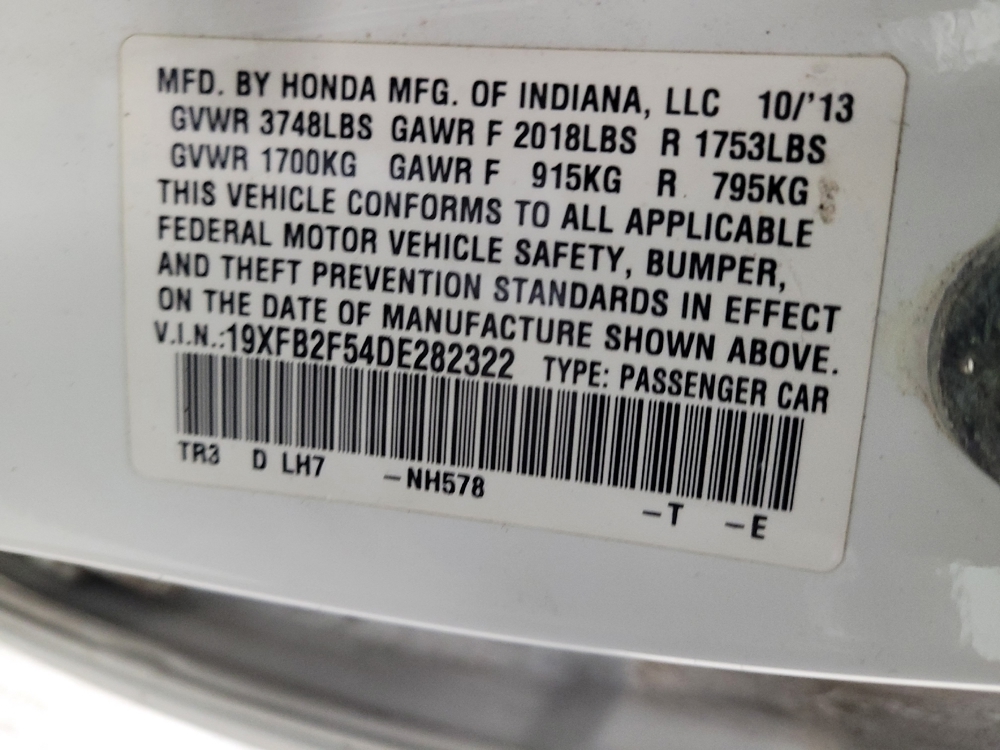 MFD. BY HONDA MFG. OF INDIANA, LLC 10/'13
GVWR 3748LBS GAWR F 2018LBS R 1753LBS
GVWR 1700KG GAWR F 915KG R 795KG
THIS VEHICLE CONFORMS TO ALL APPLICABLE
FEDERAL MOTOR VEHICLE SAFETY, BUMPER,
AND THEFT PREVENTION STANDARDS IN EFFECT
ON THE DATE OF MANUFACTURE SHOWN ABOVE.
V.I.N.:19XFB2F54DE282322 TYPE: PASSENGER CAR
TR3 D LH7 -NH578 -T -E